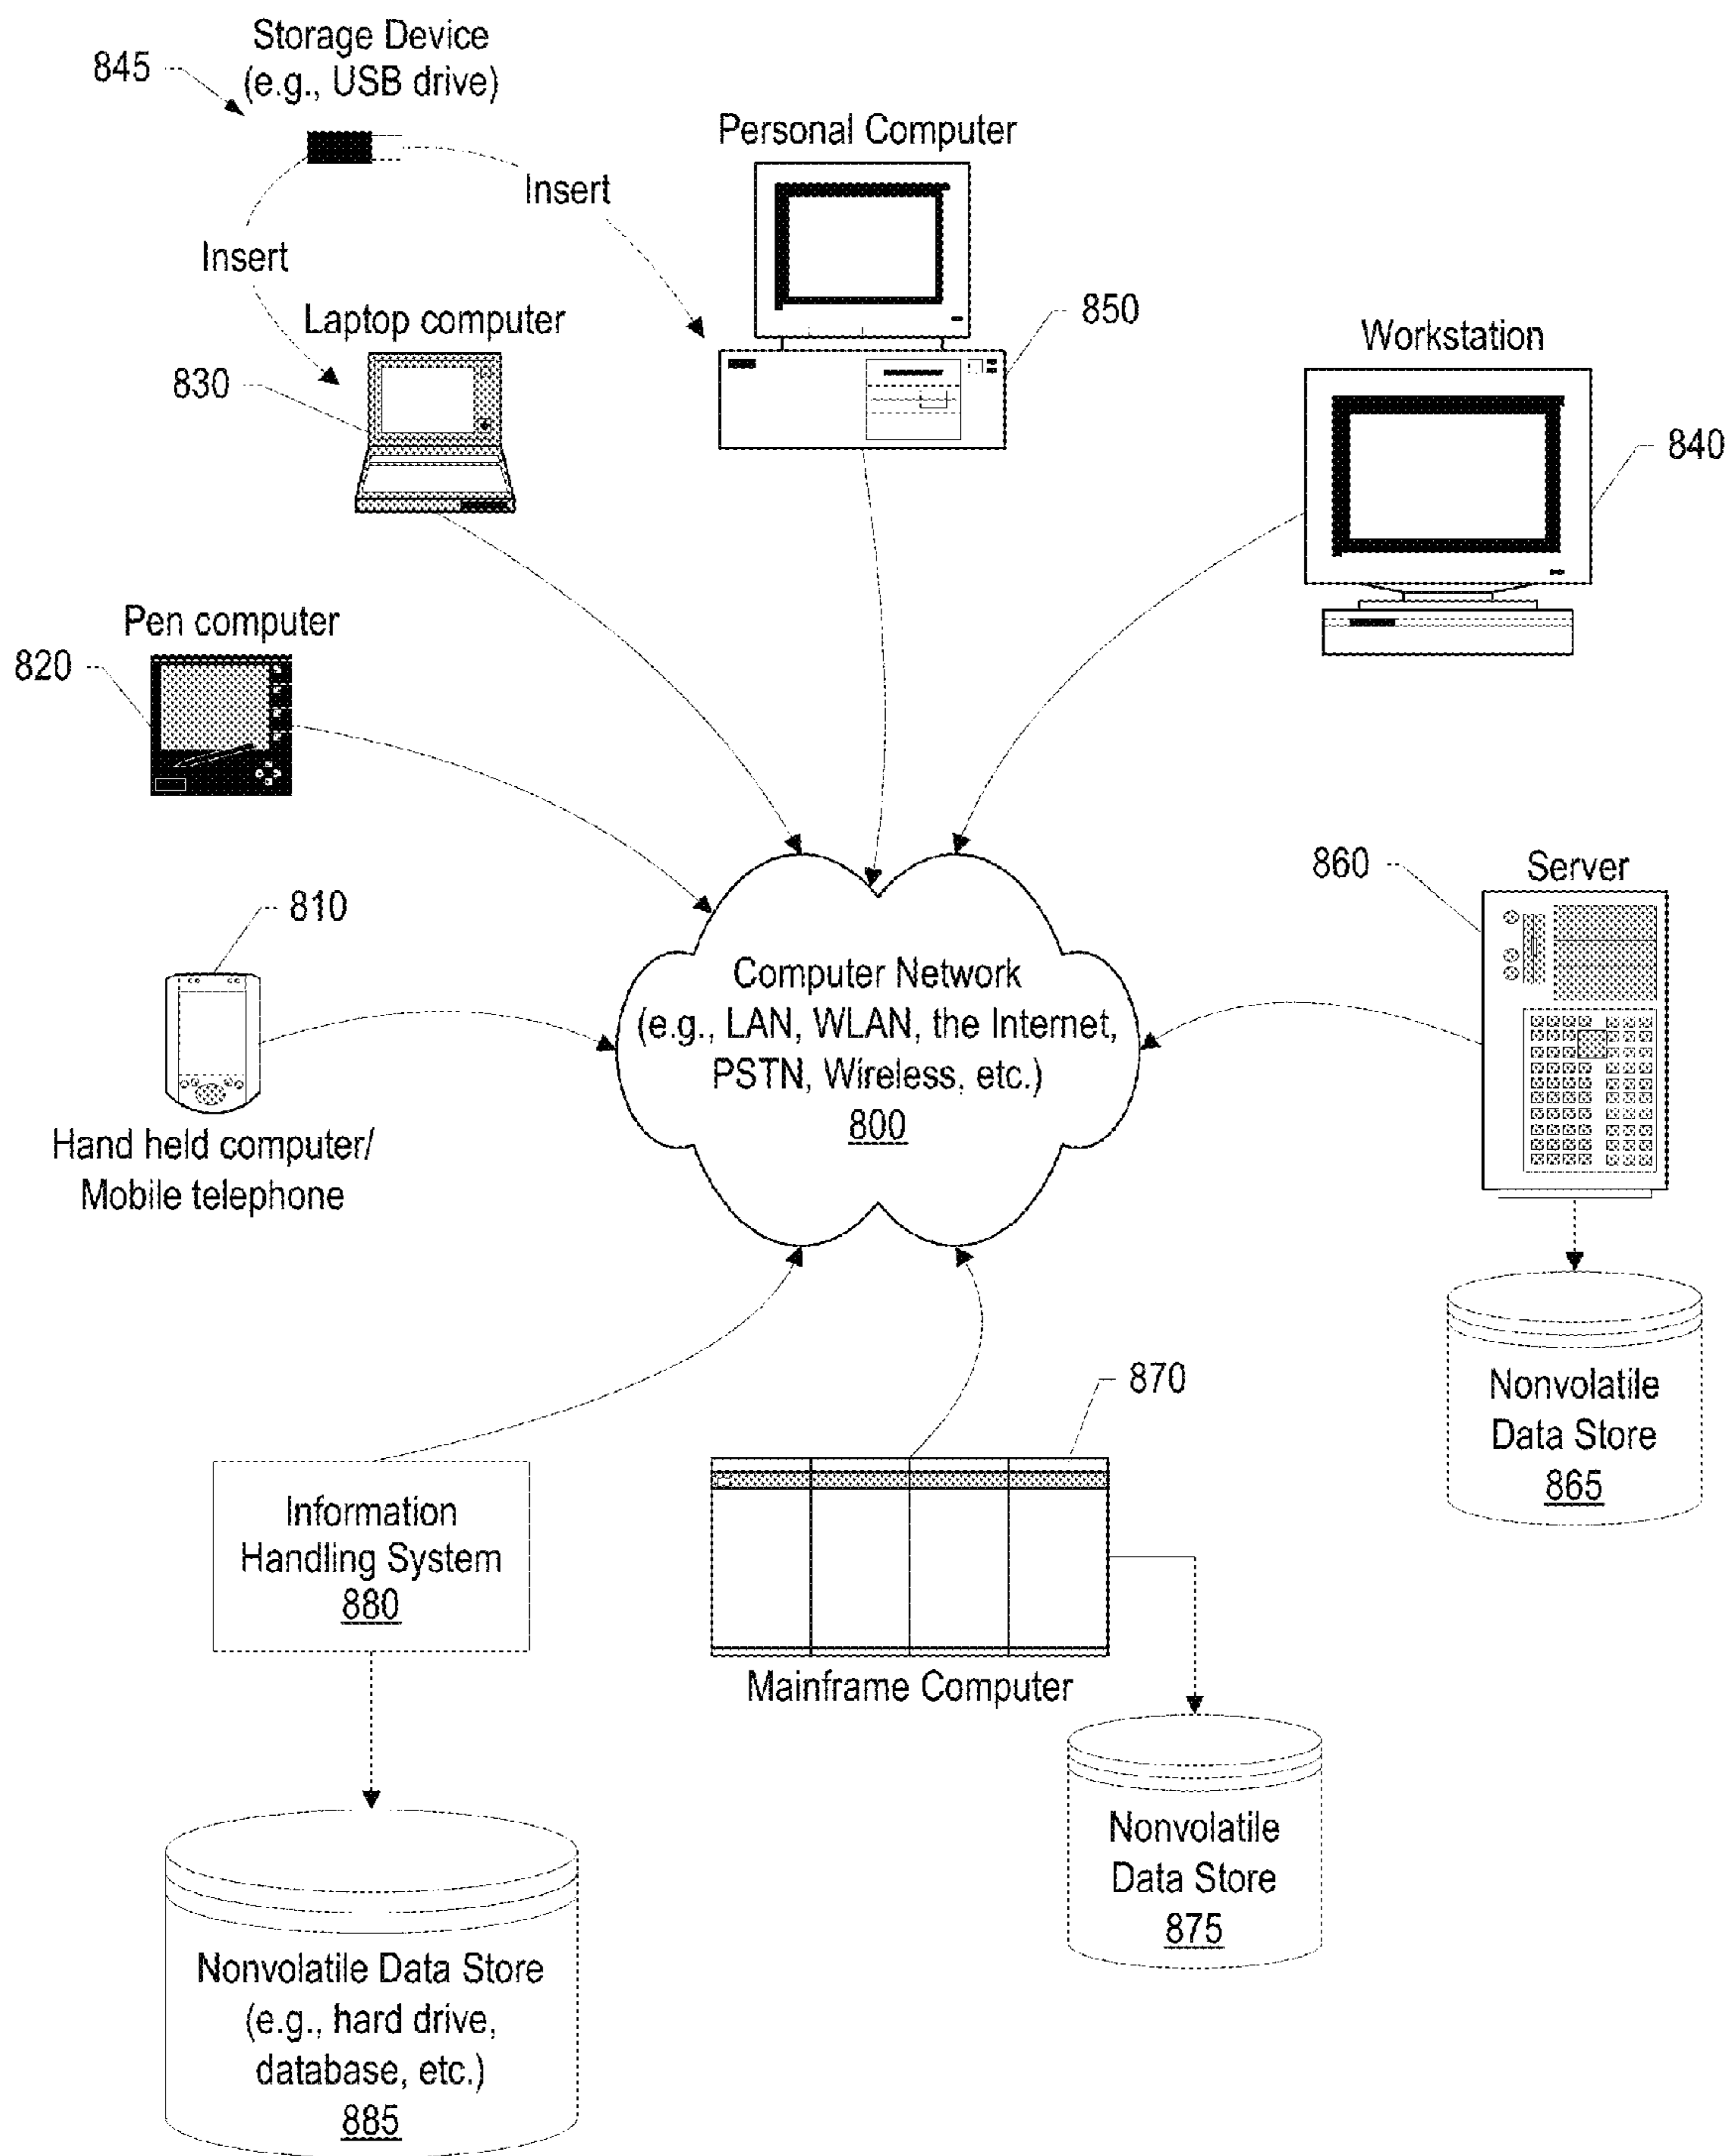 Storage Device
(e.g., USB drive)
845
Personal Computer
Insert
Insert
Laptop computer
830
850
Workstation
840
Pen computer
820
810
Hand held computer/
Mobile telephone
Computer Network
(e.g., LAN, WLAN, the Internet,
PSTN, Wireless, etc.)
800
860
Server
Nonvolatile
Data Store
865
870
Mainframe Computer
Information
Handling System
880
Nonvolatile
Data Store
875
Nonvolatile Data Store
(e.g., hard drive,
database, etc.)
885